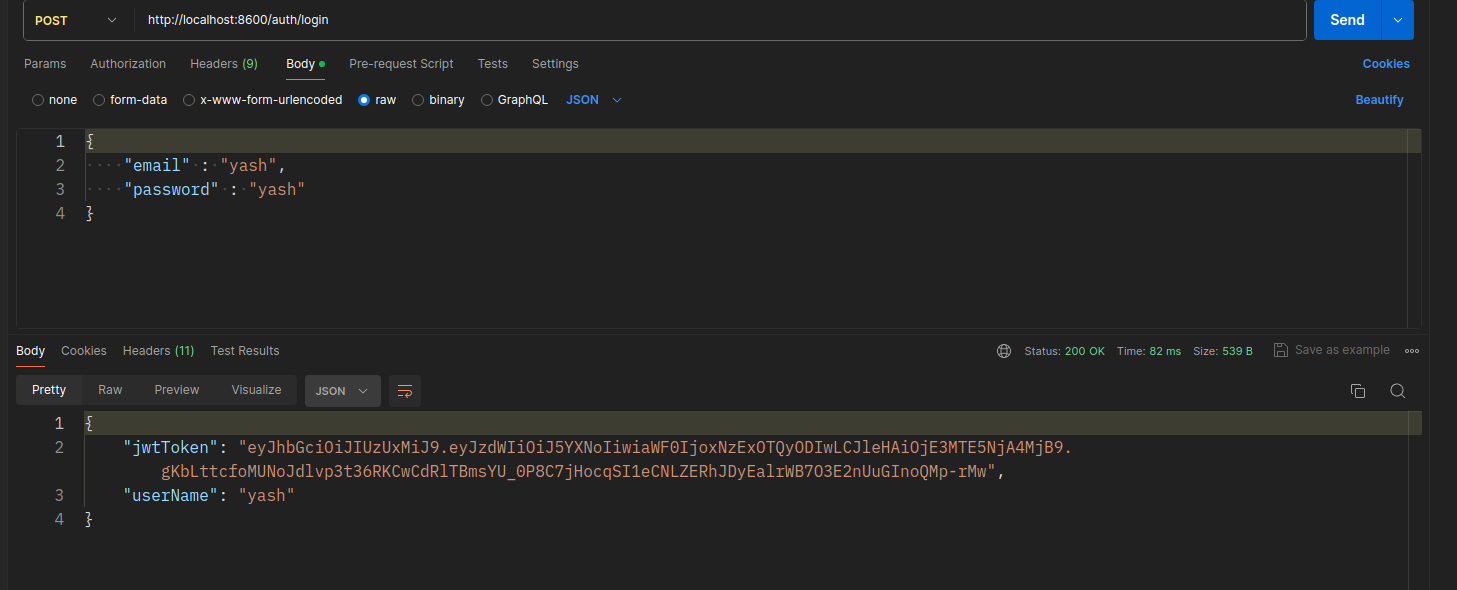 POST http://localhost:8600/auth/login Send
Params Authorization Headers (9) Body Pre-request Script Tests Settings Cookies
none form-data x-www-form-urlencoded raw binary GraphQL JSON Beautify
1 {
2 "email" : "yash",
3 "password" : "yash"
4 }
Body Cookies Headers (11) Test Results Status: 200 OK Time: 82 ms Size: 539 B Save as example
Pretty Raw Preview Visualize JSON
1 {
2 "jwtToken": "eyJhbGciOiJIUzUxMiJ9.eyJzdWIiOiJ5YXNoIiwiaWF0IjoxNzExOTQyODIwLCJleHAiOjE3MTE5NjA4MjB9.
gKbLttcfoMUNoJdlvp3t36RKCwCdRlTBmsYU_0P8C7jHocqSI1eCNLZERhJDyEalrWB7O3E2nUuGInoQMp-rMw",
3 "userName": "yash"
4 }